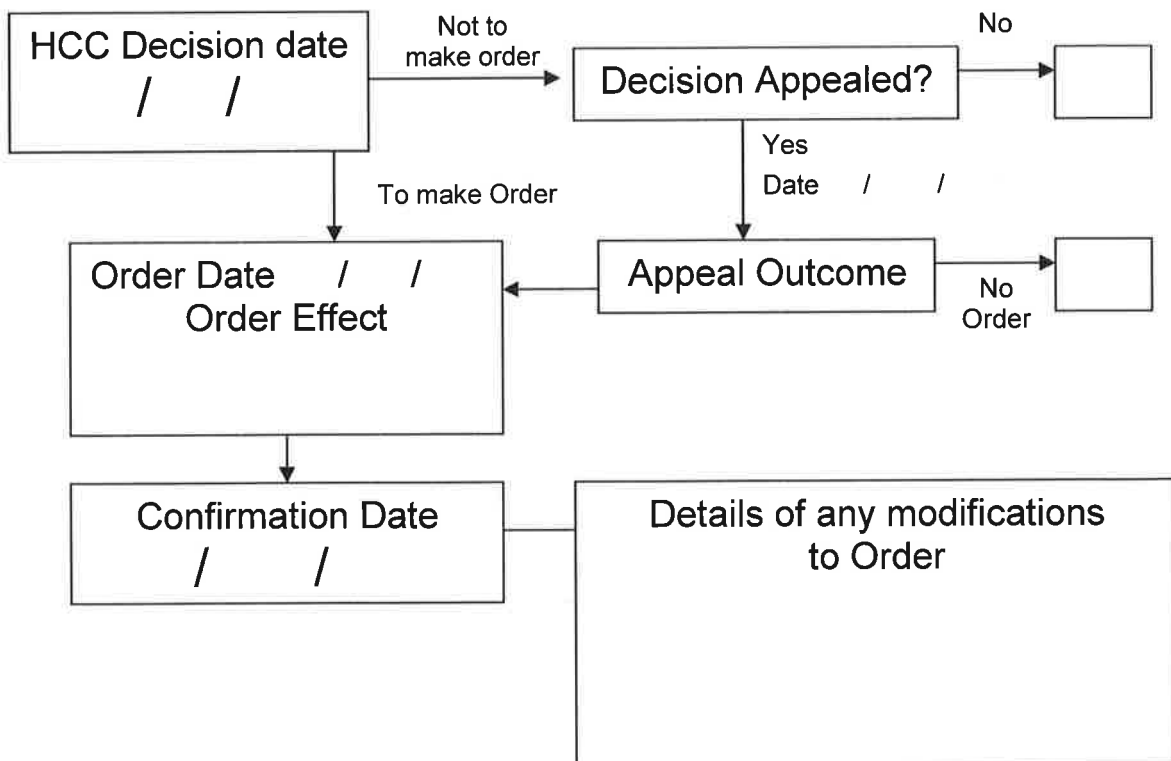 HCC Decision date
/ /
Not to
make order
Decision Appealed?
No
Yes
Date / /
To make Order
Order Date / /
Order Effect
Appeal Outcome
No
Order
Confirmation Date
/ /
Details of any modifications
to Order